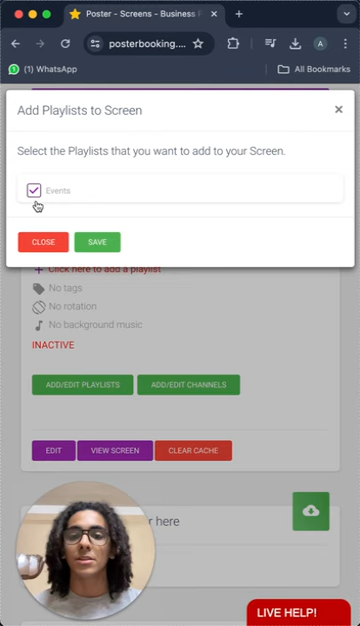 Poster - Screens - Business F
posterbooking....
A
(1) WhatsApp
All Bookmarks
Add Playlists to Screen
×
Select the Playlists that you want to add to your Screen.
Events
CLOSE
SAVE
Click here to add a playlist
No tags
No rotation
No background music
INACTIVE
ADD/EDIT PLAYLISTS
ADD/EDIT CHANNELS
EDIT
VIEW SCREEN
CLEAR CACHE
r here
LIVE HELP!